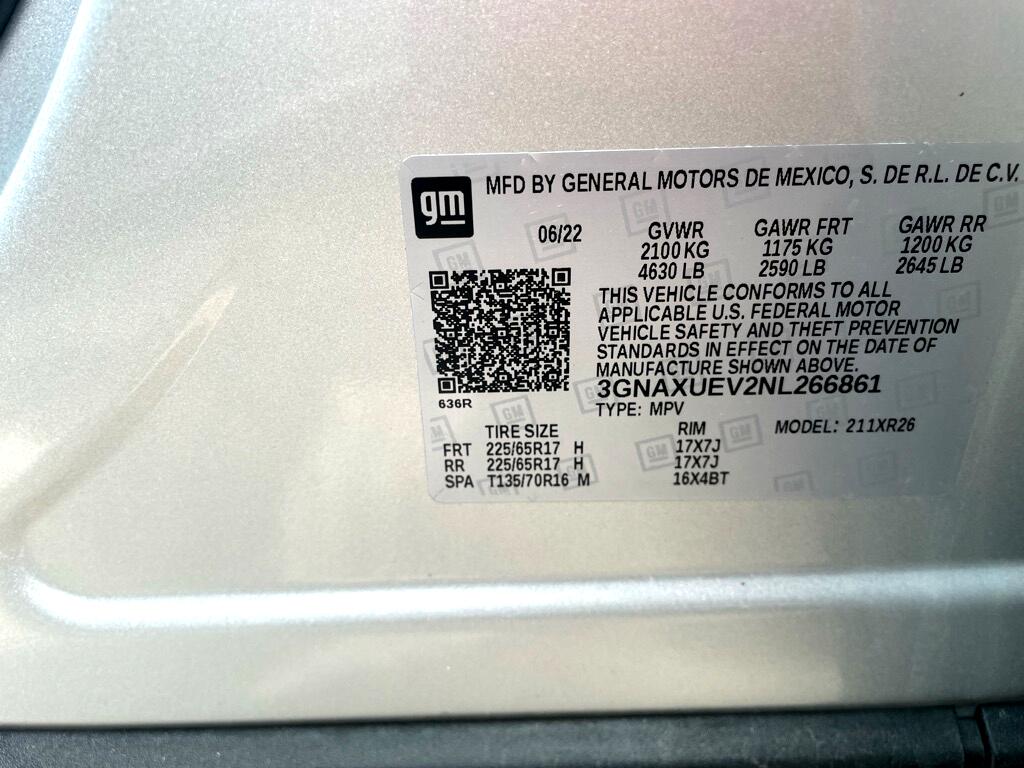 gm MFD BY GENERAL MOTORS DE MEXICO, S. DE R.L. DE C.V.
06/22 GVWR GAWR FRT GAWR RR
2100 KG 1175 KG 1200 KG
4630 LB 2590 LB 2645 LB
THIS VEHICLE CONFORMS TO ALL
APPLICABLE U.S. FEDERAL MOTOR
VEHICLE SAFETY AND THEFT PREVENTION
STANDARDS IN EFFECT ON THE DATE OF
MANUFACTURE SHOWN ABOVE.
3GNAXUEV2NL266861
636R
TYPE: MPV MODEL: 211XR26
TIRE SIZE RIM
FRT 225/65R17 H 17X7J
RR 225/65R17 H 17X7J
SPA T135/70R16 M 16X4BT